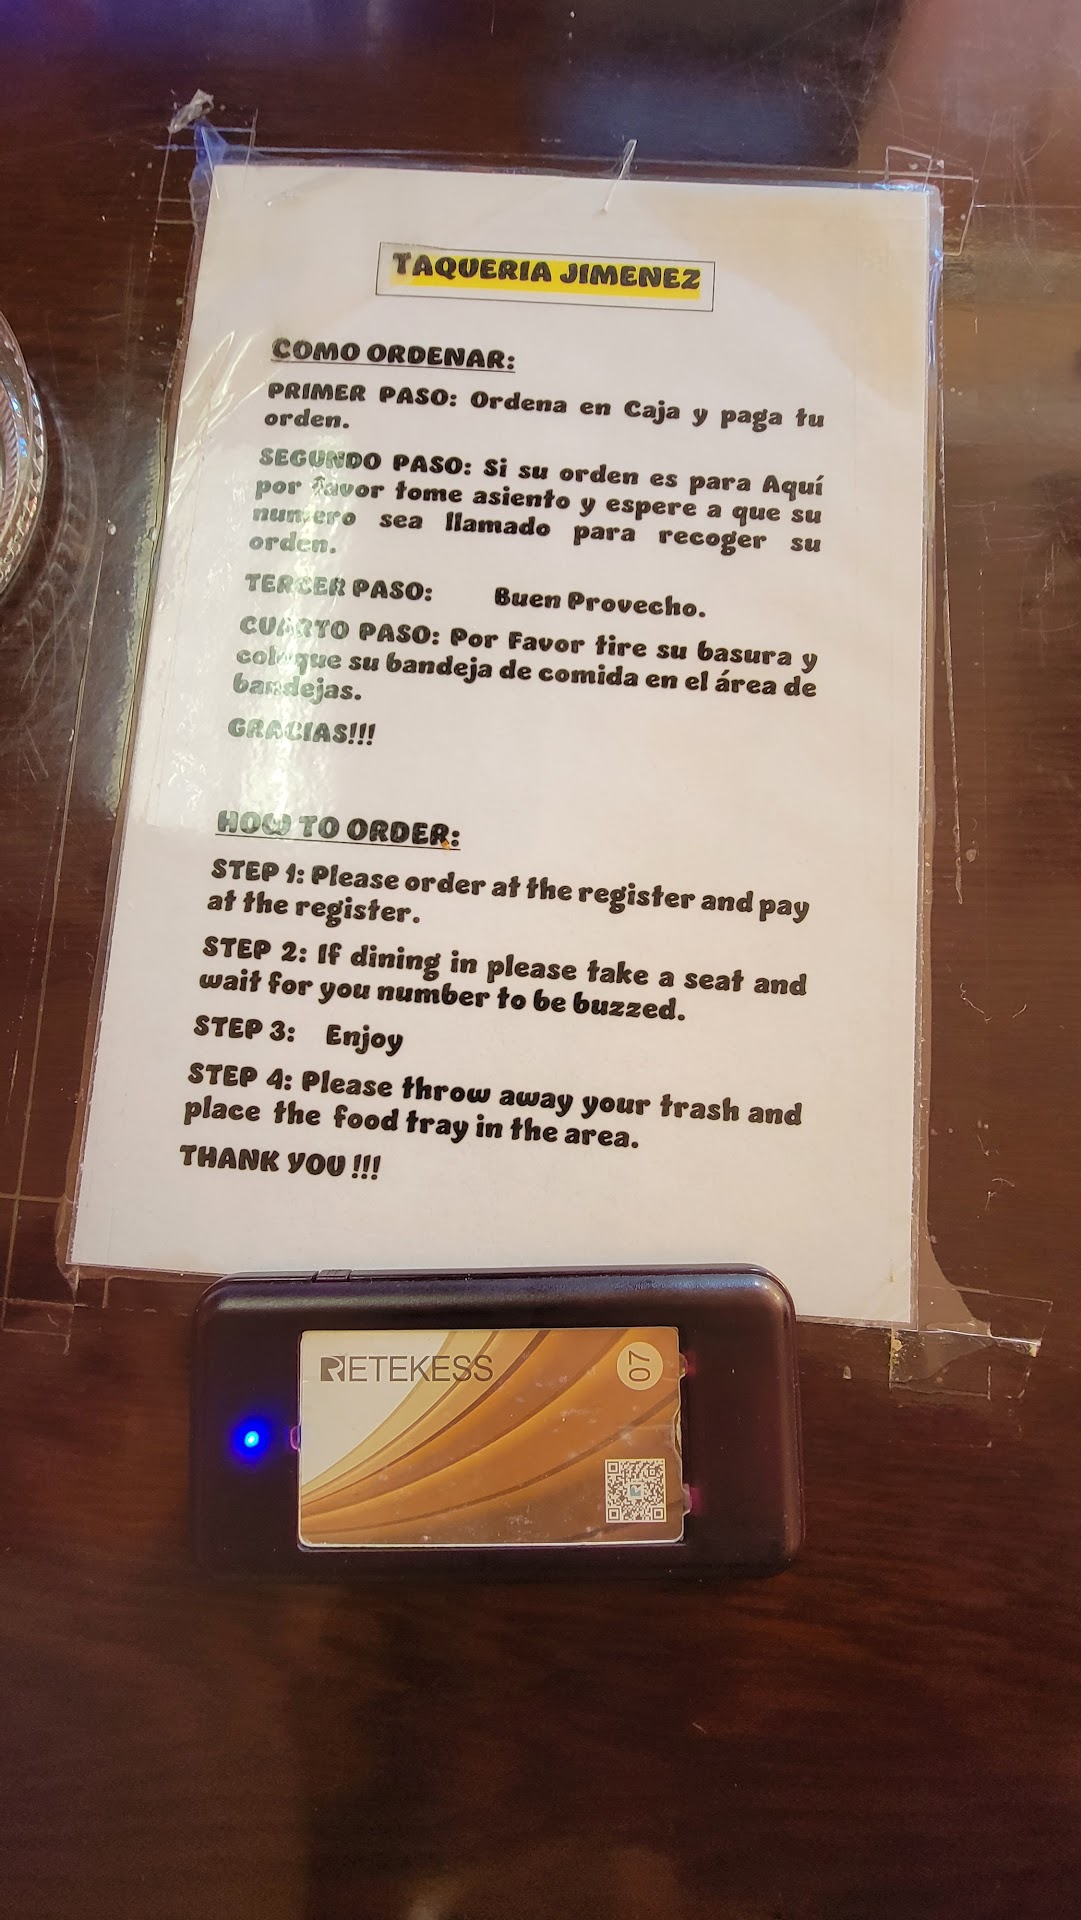 TAQUERIA JIMENEZ
COMO ORDENAR:
PRIMER PASO: Ordena en Caja y paga tu
orden.
SEGUNDO PASO: Si su orden es para Aquí
por favor tome asiento y espere a que su
numero sea llamado para recoger su
orden.
TERCER PASO: Buen Provecho.
CUARTO PASO: Por Favor tire su basura y
coloque su bandeja de comida en el área de
bandejas.
GRACIAS!!!
HOW TO ORDER:
STEP 1: Please order at the register and pay
at the register.
STEP 2: If dining in please take a seat and
wait for you number to be buzzed.
STEP 3: Enjoy
STEP 4: Please throw away your trash and
place the food tray in the area.
THANK YOU !!!
RETEKESS
07